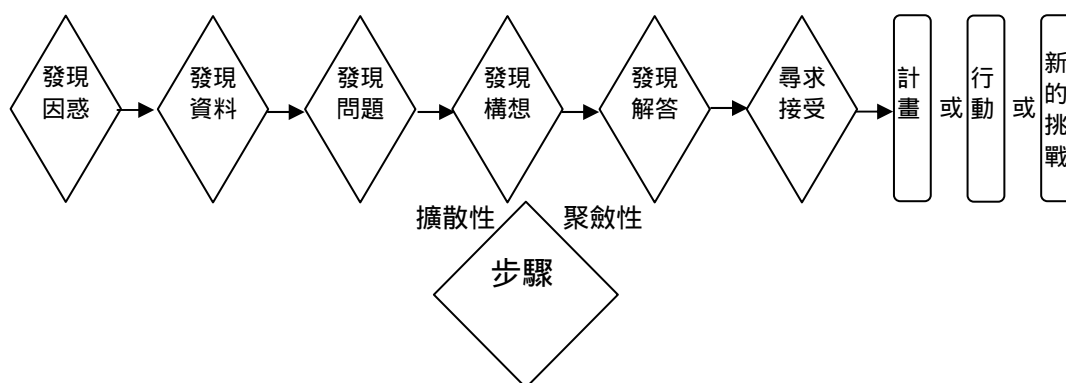 發現
因惑
發現
資料
發現
問題
發現
構想
發現
解答
尋求
接受
計
畫
或
行
動
或
新
的
挑
戰
擴散性
聚斂性
步驟